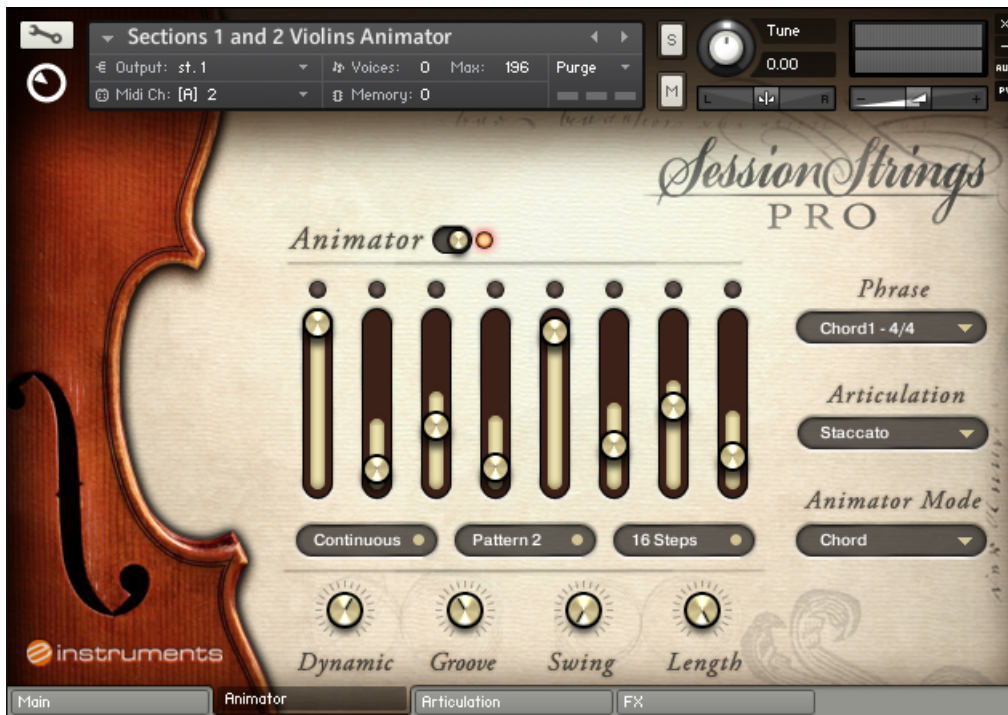 Sections 1 and 2 Violins Animator
S
Tune
Output: st.1
Voices: 0 Max: 196
Purge
0.00
Midi Ch: [A] 2
Memory: 0
M
L
R
-
+
AU
PV
Session Strings
PRO
Animator
Phrase
Chord1 - 4/4
Articulation
Staccato
Animator Mode
Continuous
Pattern 2
16 Steps
Chord
Dynamic
Groove
Swing
Length
e instruments
Main
Animator
Articulation
FX